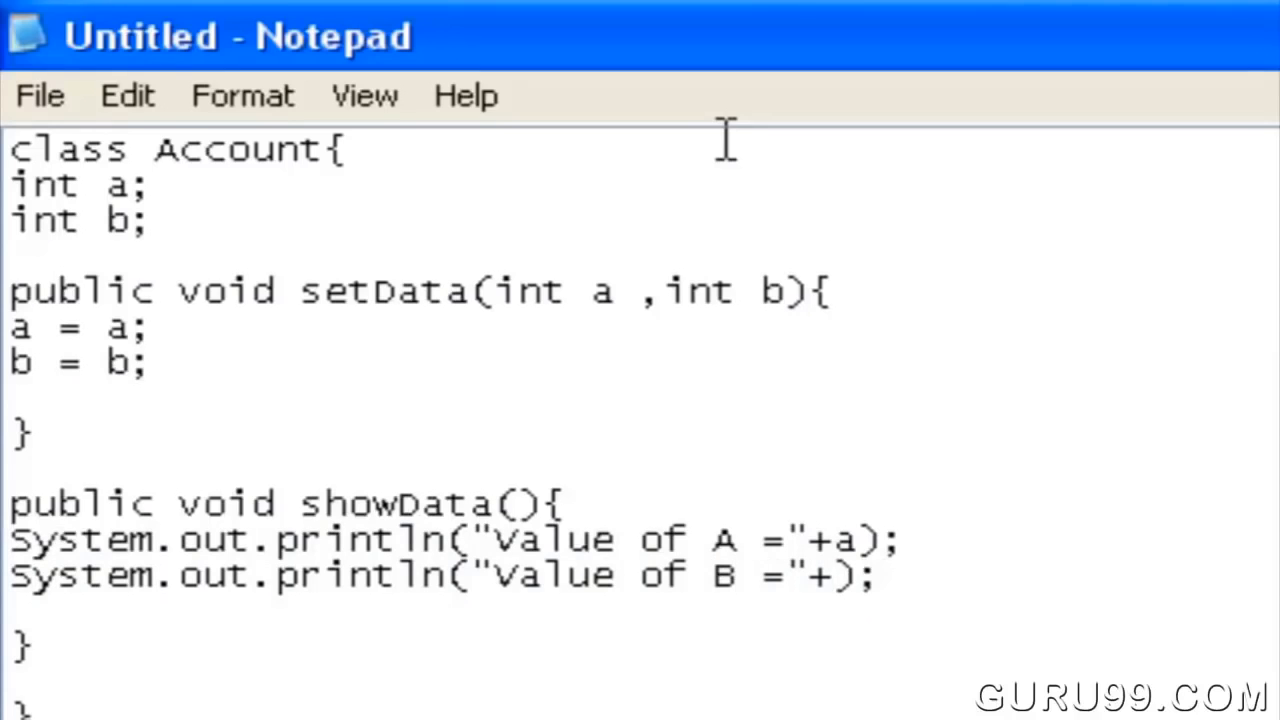 Untitled - Notepad
File Edit Format View Help
class Account{
int a;
int b;
public void setData(int a ,int b){
a = a;
b = b;
}
public void showData(){
System.out.println("Value of A ="+a);
System.out.println("Value of B ="+);
}
}
GURU99.COM